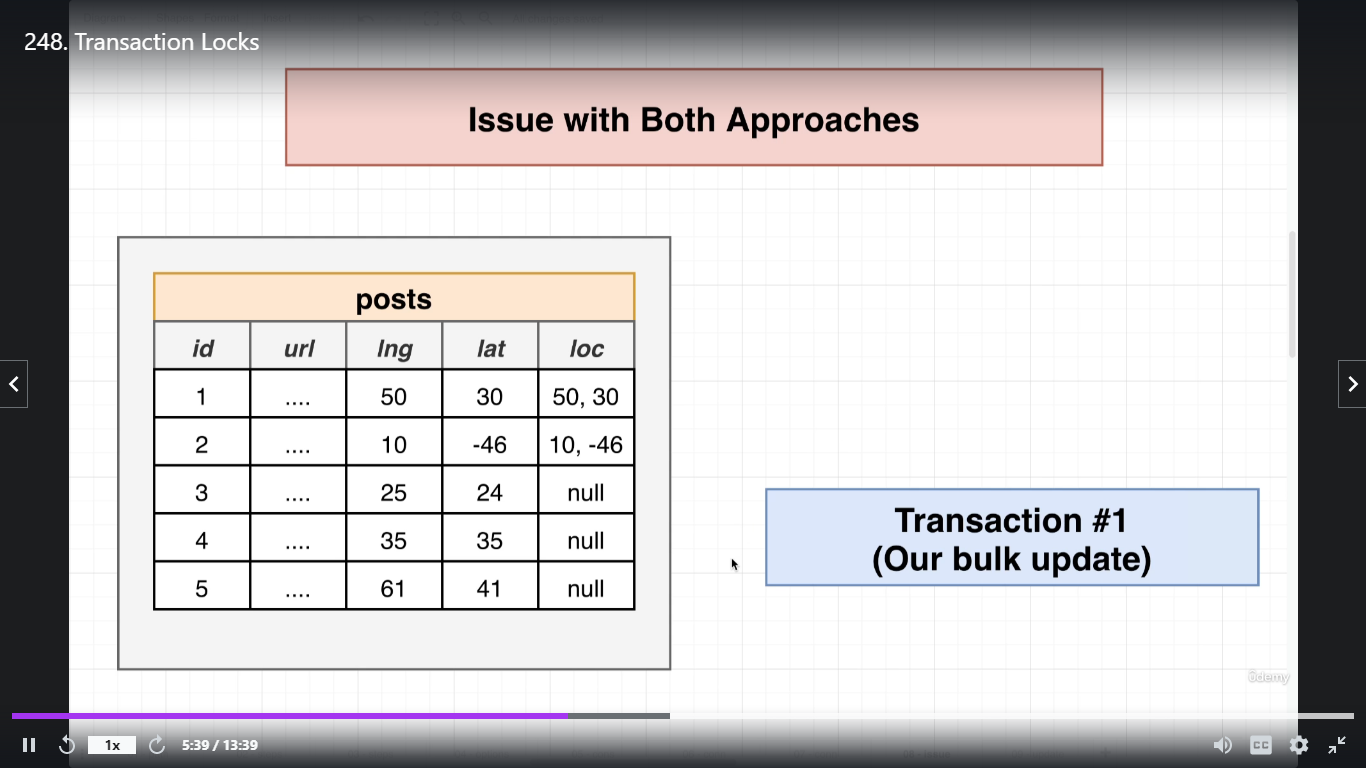 248. Transaction Locks
Issue with Both Approaches
posts
id url lng lat loc
1 .... 50 30 50, 30
2 .... 10 -46 10, -46
3 .... 25 24 null
4 .... 35 35 null
5 .... 61 41 null
Transaction #1
(Our bulk update)
ûdemy
1x 5:39 / 13:39 CC